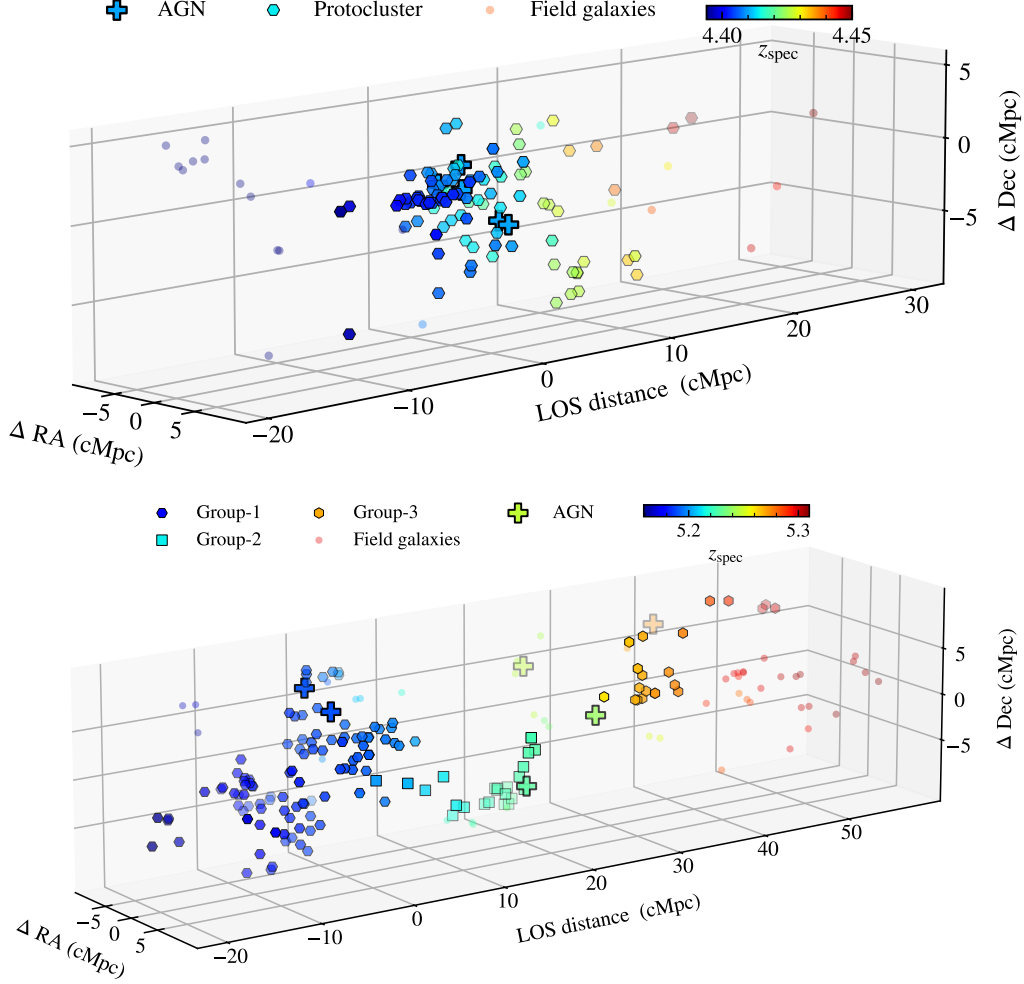 AGN Protocluster Field galaxies
4.40 4.45
z_spec
5
0
−5
Δ Dec (cMpc)
30
20
10
0
−10
−20
LOS distance (cMpc)
−5
0
5
Δ RA (cMpc)
Group-1 Group-3 AGN
Group-2 Field galaxies
5.2 5.3
z_spec
5
0
−5
Δ Dec (cMpc)
50
40
30
20
10
0
−10
−20
LOS distance (cMpc)
−5
0
5
Δ RA (cMpc)